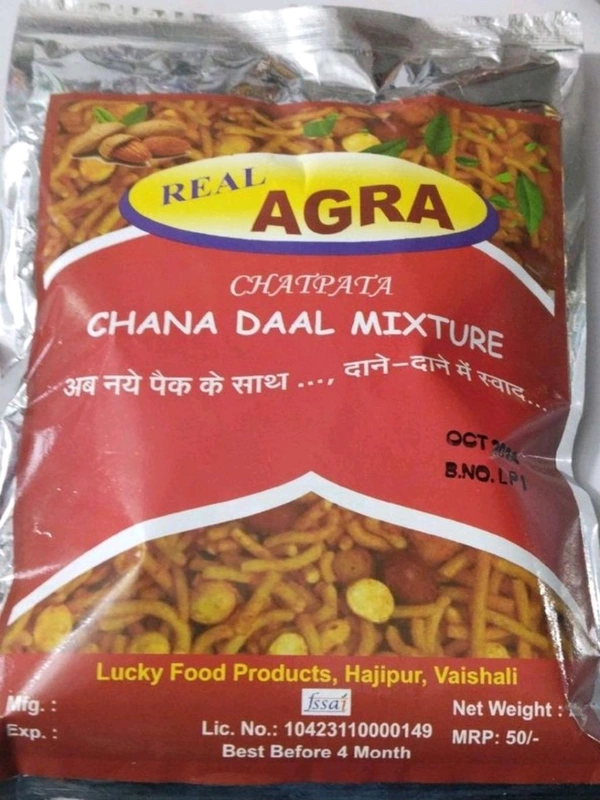 REAL
AGRA
CHATPATA
CHANA DAAL MIXTURE
अब नये पैक के साथ ..., दाने-दाने में स्वाद...
OCT
B.NO. LP1
Lucky Food Products, Hajipur, Vaishali
fssai
Mfg. :
Net Weight :
Exp. :
Lic. No.: 10423110000149
MRP: 50/-
Best Before 4 Month